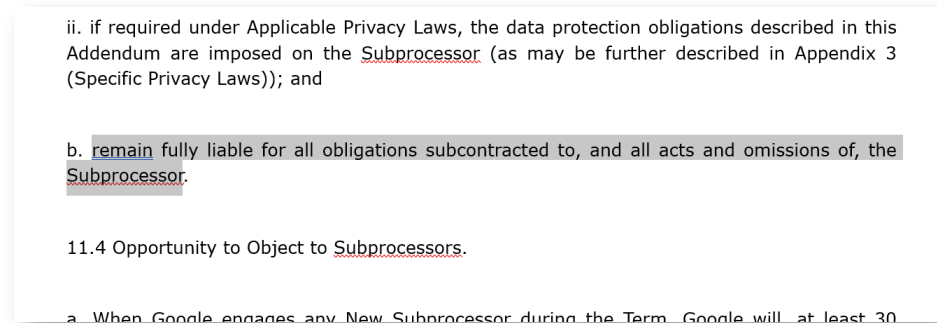 ii. if required under Applicable Privacy Laws, the data protection obligations described in this
Addendum are imposed on the Subprocessor (as may be further described in Appendix 3
(Specific Privacy Laws)); and
b. remain fully liable for all obligations subcontracted to, and all acts and omissions of, the
Subprocessor.
11.4 Opportunity to Object to Subprocessors.
a. When Google engages any New Subprocessor during the Term, Google will, at least 30